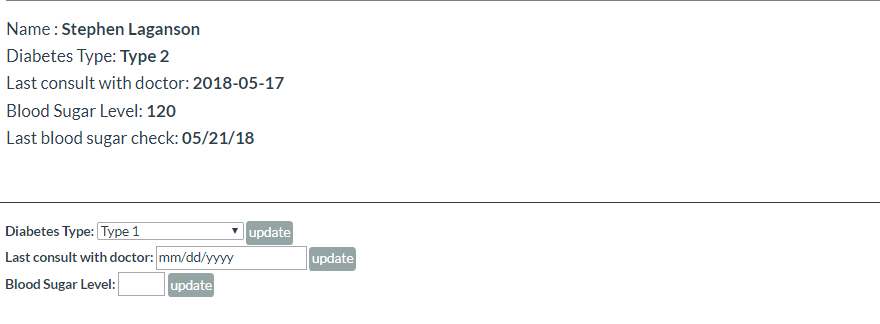 Name : Stephen Laganson
Diabetes Type: Type 2
Last consult with doctor: 2018-05-17
Blood Sugar Level: 120
Last blood sugar check: 05/21/18
Diabetes Type: Type 1 update
Last consult with doctor: mm/dd/yyyy update
Blood Sugar Level: update